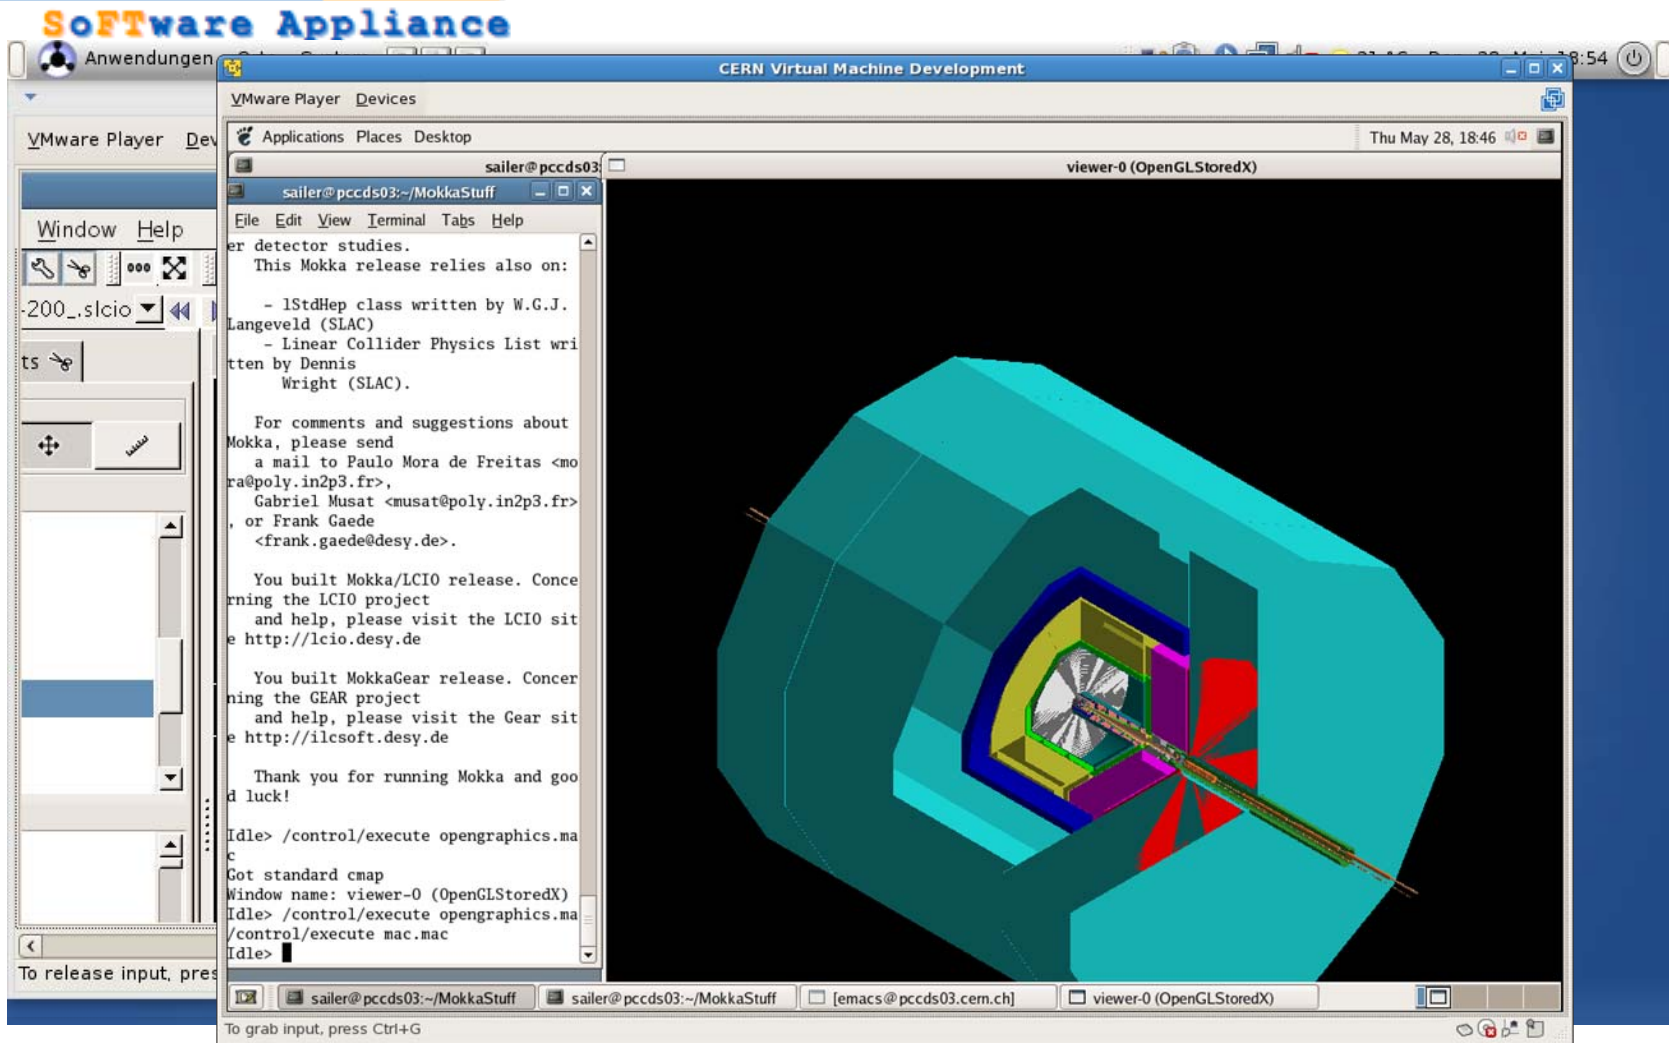 SoFTware Appliance
Anwendungen
8:54
CERN Virtual Machine Development
VMware Player Devices
Applications Places Desktop
Thu May 28, 18:46
VMware Player Dev
sailer@pccds03:
viewer-0 (OpenGLStoredX)
sailer@pccds03:~/MokkaStuff
File Edit View Terminal Tabs Help
Window Help
-200_.slcio
ts
er detector studies.
This Mokka release relies also on:
- lStdHep class written by W.G.J.
Langeveld (SLAC)
- Linear Collider Physics List wri
tten by Dennis
Wright (SLAC).
For comments and suggestions about
Mokka, please send
a mail to Paulo Mora de Freitas <mo
ra@poly.in2p3.fr>,
Gabriel Musat <musat@poly.in2p3.fr>
, or Frank Gaede
<frank.gaede@desy.de>.
You built Mokka/LCIO release. Conce
rning the LCIO project
and help, please visit the LCIO sit
e http://lcio.desy.de
You built MokkaGear release. Concer
ning the GEAR project
and help, please visit the Gear sit
e http://ilcsoft.desy.de
Thank you for running Mokka and goo
d luck!
Idle> /control/execute opengraphics.ma
c
Got standard cmap
Window name: viewer-0 (OpenGLStoredX)
Idle> /control/execute opengraphics.ma
/control/execute mac.mac
Idle>
To release input, pres
sailer@pccds03:~/MokkaStuff
sailer@pccds03:~/MokkaStuff
[emacs@pccds03.cern.ch]
viewer-0 (OpenGLStoredX)
To grab input, press Ctrl+G